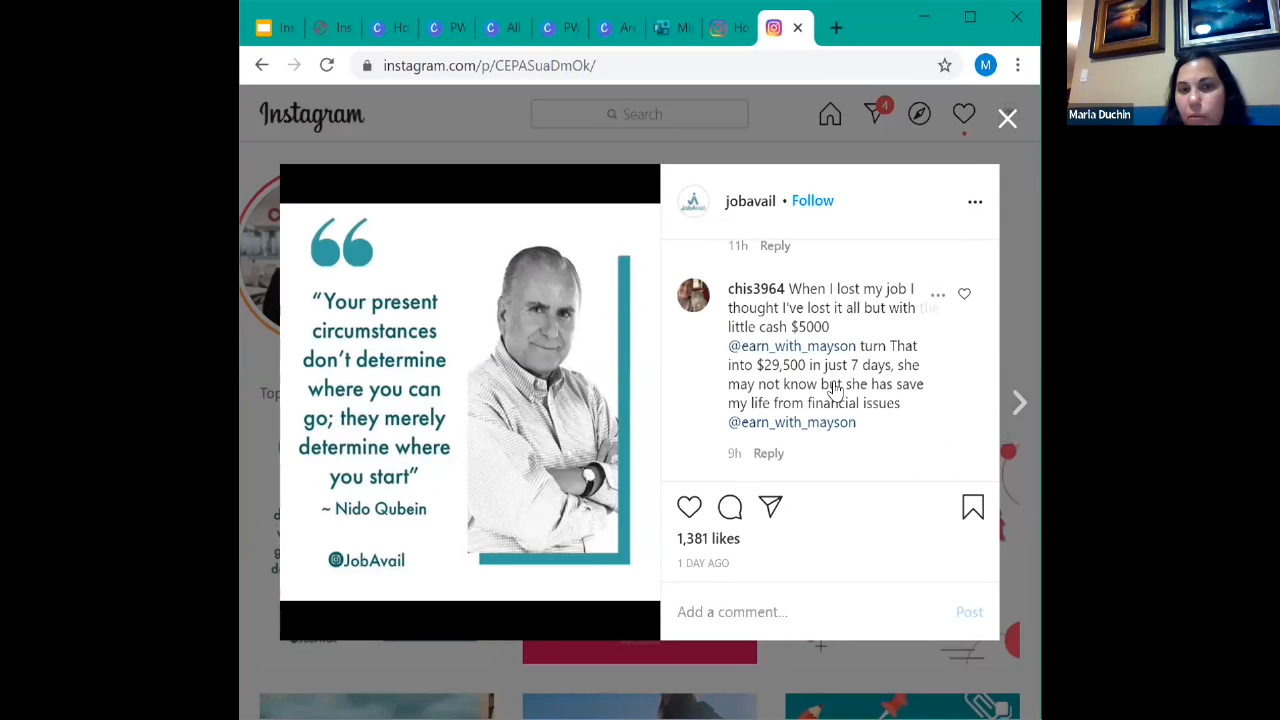 Ins
Ins
Ho
PW
All
PW
Mi
Ho
instagram.com/p/CEPASuaDmOk/
M
Marla Duchin
Instagram
Search
4
“Your present
circumstances
don’t determine
where you can
go; they merely
determine where
you start”
~ Nido Qubein
@JobAvail
JobAvail
jobavail • Follow
11h Reply
chis3964 When I lost my job I
thought I've lost it all but with the
little cash $5000
@earn_with_mayson turn That
into $29,500 in just 7 days, she
may not know but she has save
my life from financial issues
@earn_with_mayson
9h Reply
1,381 likes
1 DAY AGO
Add a comment... Post
Top